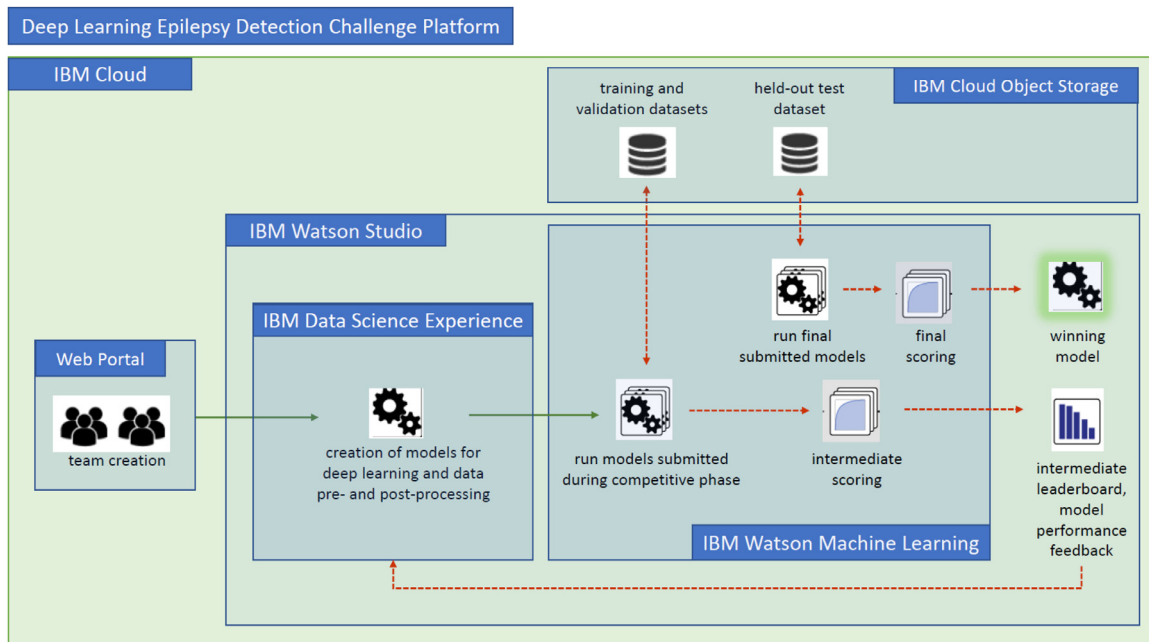 Deep Learning Epilepsy Detection Challenge Platform
IBM Cloud
IBM Cloud Object Storage
training and
validation datasets
held-out test
dataset
IBM Watson Studio
IBM Data Science Experience
Web Portal
team creation
creation of models for
deep learning and data
pre- and post-processing
run final
submitted models
final
scoring
winning
model
run models submitted
during competitive phase
intermediate
scoring
intermediate
leaderboard,
model
performance
feedback
IBM Watson Machine Learning